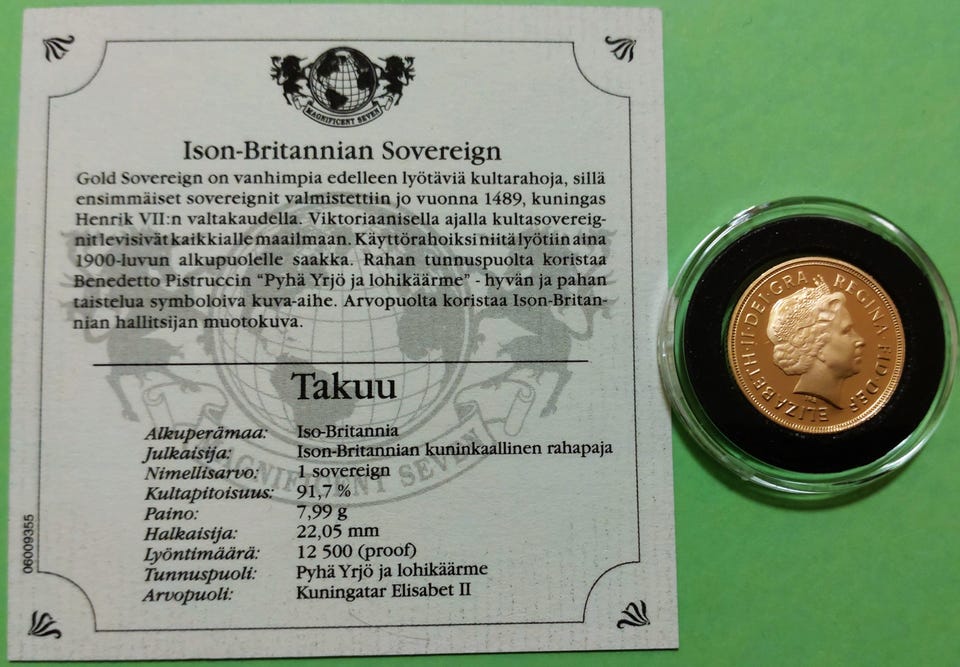 MAGNIFICENT SEVEN
Ison-Britannian Sovereign
Gold Sovereign on vanhimpia edelleen lyötäviä kultarahoja, sillä
ensimmäiset sovereignit valmistettiin jo vuonna 1489, kuningas
Henrik VII:n valtakaudella. Viktoriaanisella ajalla kultasovereig-
nit levisivät kaikkialle maailmaan. Käyttörahoiksi niitä lyötiin aina
1900-luvun alkupuolelle saakka. Rahan tunnuspuolta koristaa
Benedetto Pistruccin “Pyhä Yrjö ja lohikäärme” - hyvän ja pahan
taistelua symboloiva kuva-aihe. Arvopuolta koristaa Ison-Britan-
nian hallitsijan muotokuva.
Takuu
Alkuperämaa: Iso-Britannia
Julkaisija: Ison-Britannian kuninkaallinen rahapaja
Nimellisarvo: 1 sovereign
Kultapitoisuus: 91,7 %
Paino: 7,99 g
Halkaisija: 22,05 mm
Lyöntimäärä: 12 500 (proof)
Tunnuspuoli: Pyhä Yrjö ja lohikäärme
Arvopuoli: Kuningatar Elisabet II
MAGNIFICENT SEVEN
06009355
ELIZABETH·II·DEI·GRA REGINA·FID·DEF